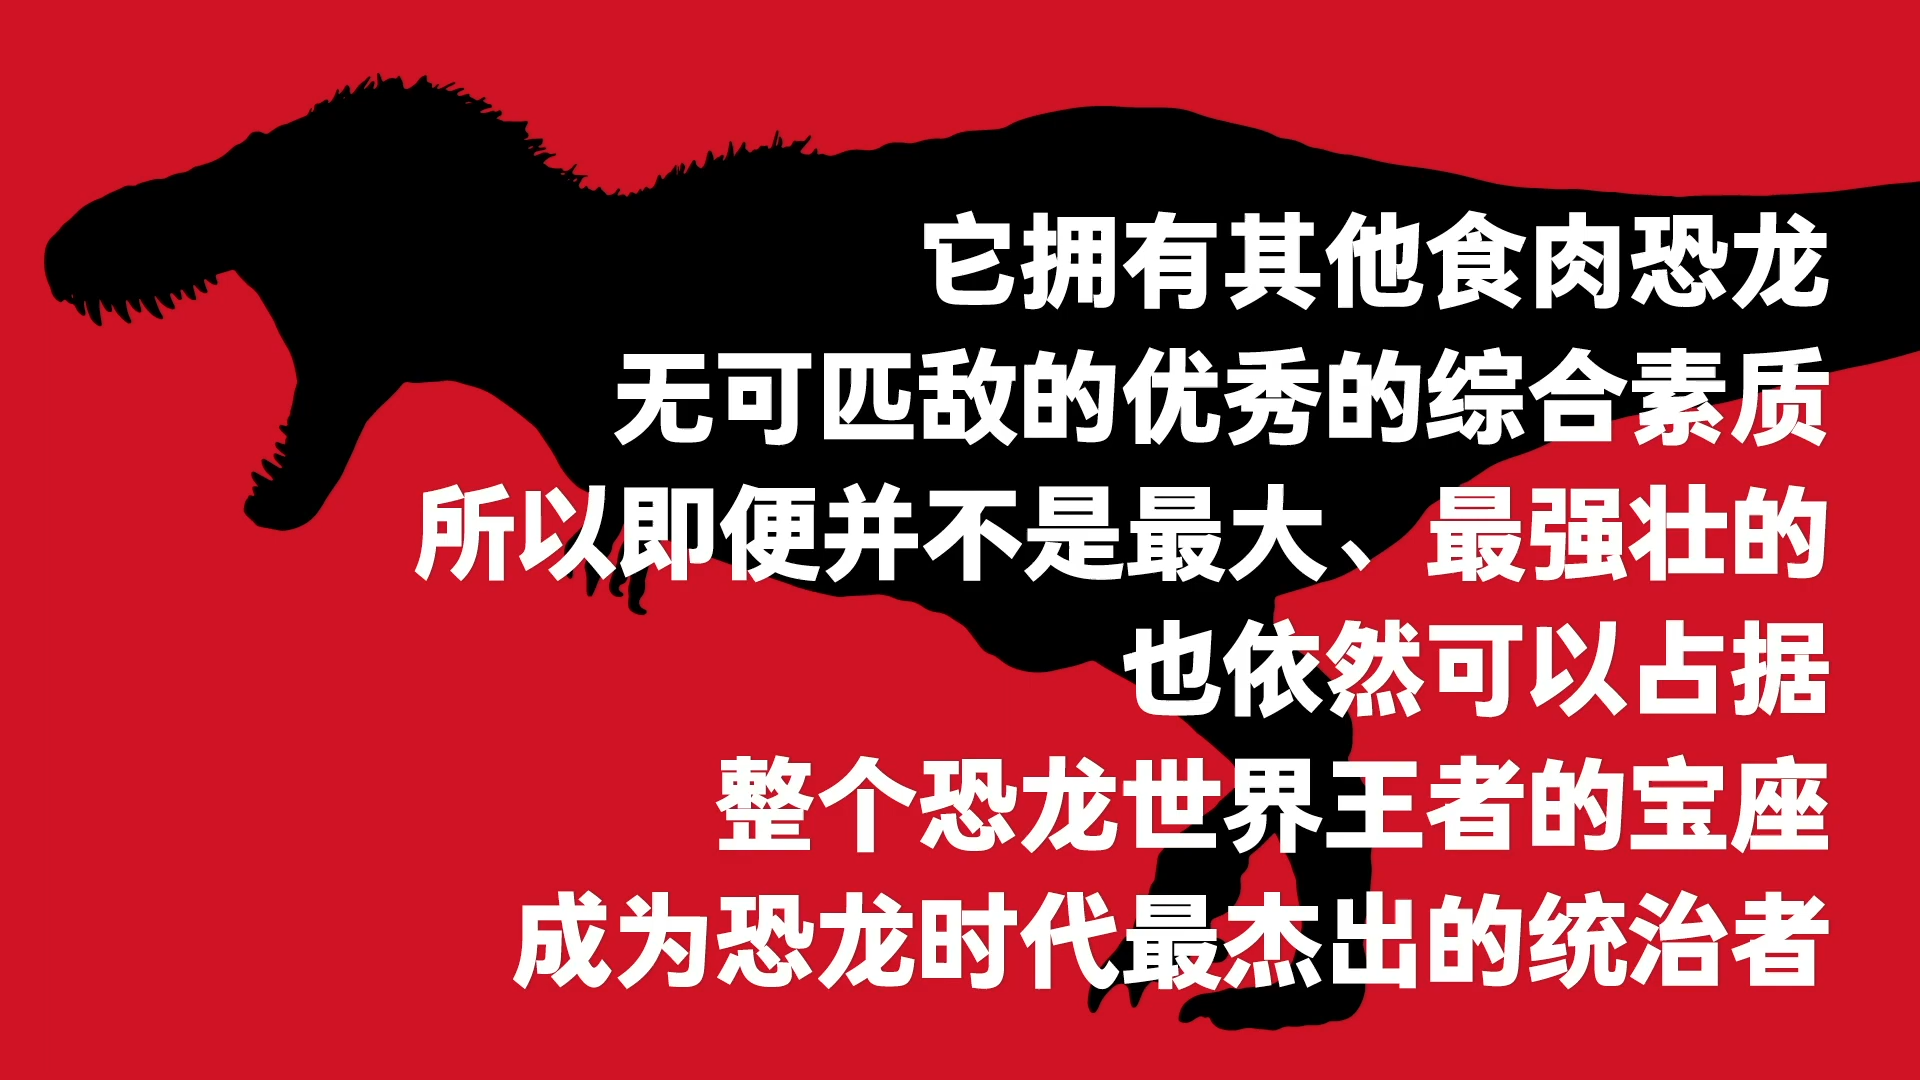 它拥有其他食肉恐龙
无可匹敌的优秀的综合素质
所以即便并不是最大、最强壮的
也依然可以占据
整个恐龙世界王者的宝座
成为恐龙时代最杰出的统治者